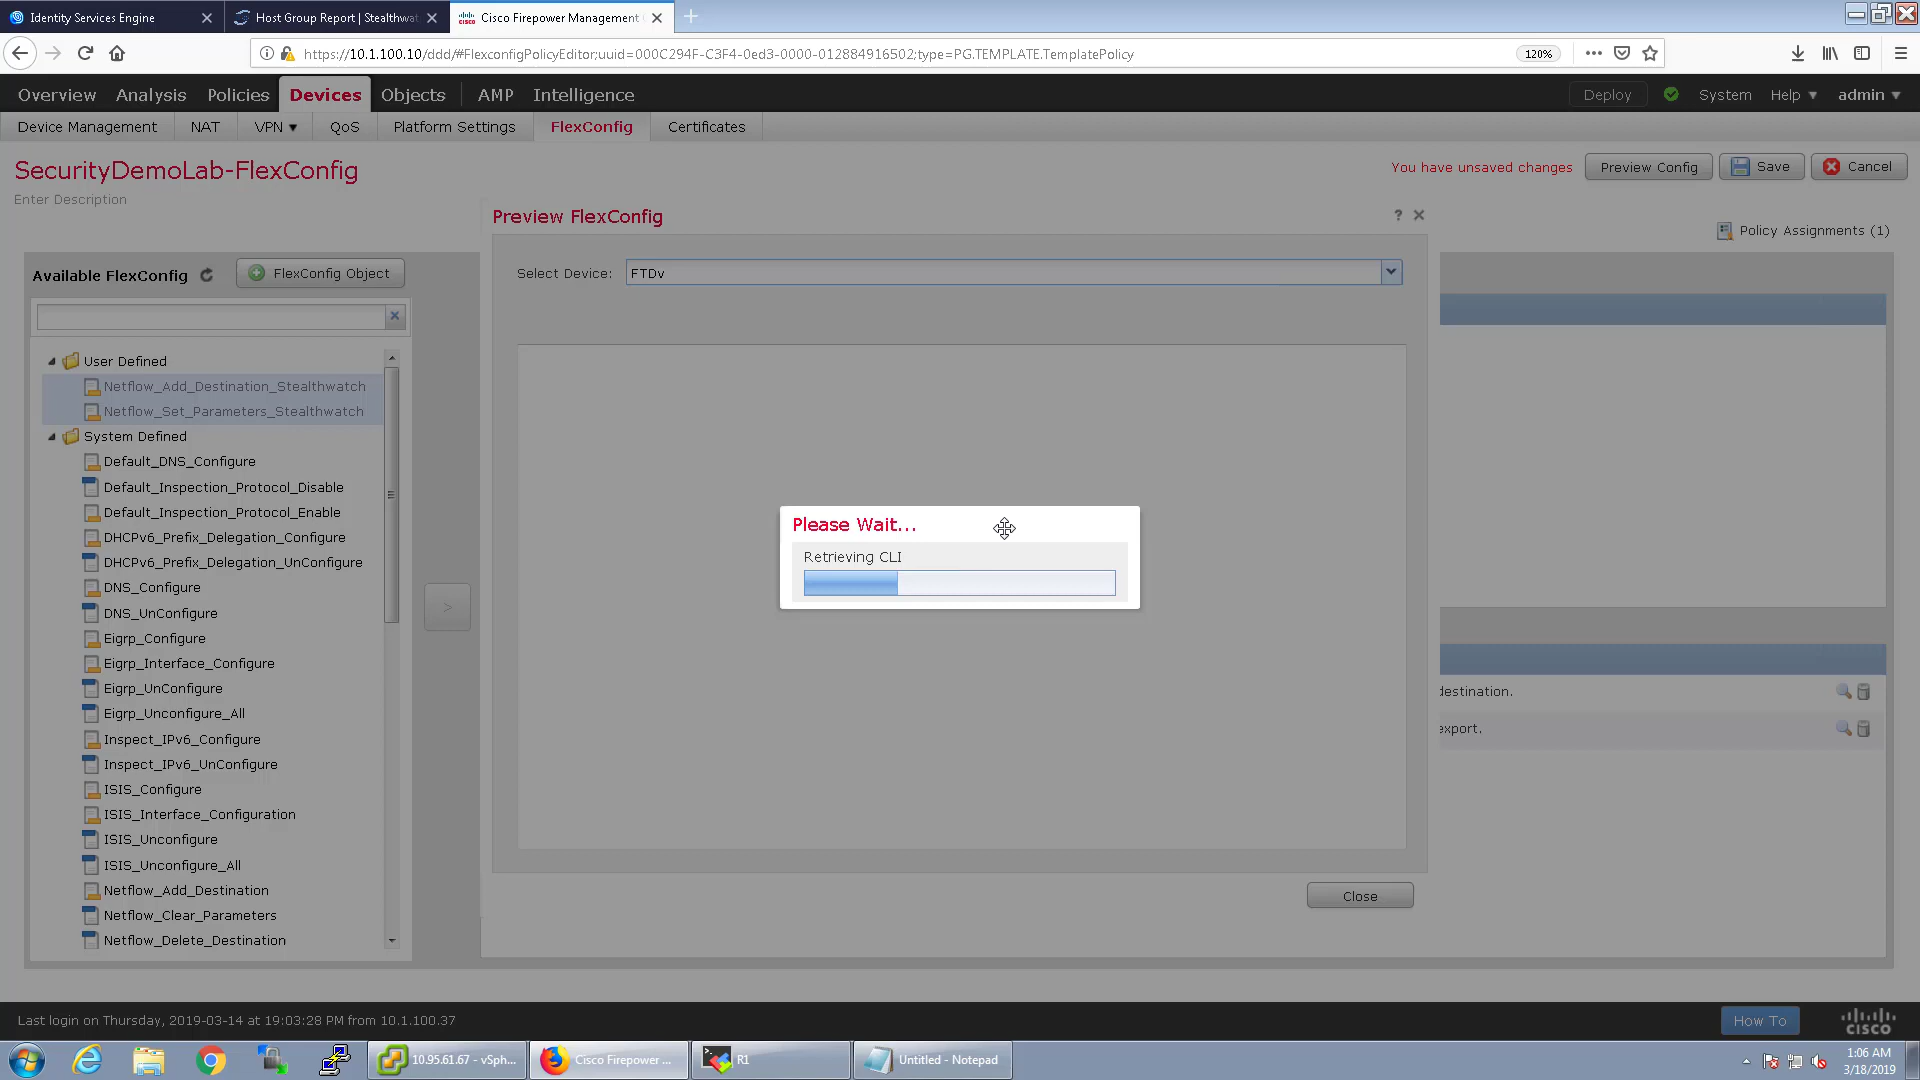 Identity Services Engine
Host Group Report | Stealthwat
Cisco Firepower Management
https://10.1.100.10/ddd/#FlexconfigPolicyEditor;uuid=000C294F-C3F4-0ed3-0000-012884916502;type=PG.TEMPLATE.TemplatePolicy
120%
Overview Analysis Policies Devices Objects AMP Intelligence Deploy System Help admin
Device Management NAT VPN QoS Platform Settings FlexConfig Certificates
SecurityDemoLab-FlexConfig
You have unsaved changes Preview Config Save Cancel
Enter Description
Preview FlexConfig ?
Policy Assignments (1)
Available FlexConfig FlexConfig Object
Select Device: FTDv
User Defined
Netflow_Add_Destination_Stealthwatch
Netflow_Set_Parameters_Stealthwatch
System Defined
Default_DNS_Configure
Default_Inspection_Protocol_Disable
Default_Inspection_Protocol_Enable
DHCPv6_Prefix_Delegation_Configure
DHCPv6_Prefix_Delegation_UnConfigure
DNS_Configure
DNS_UnConfigure
Eigrp_Configure
Eigrp_Interface_Configure
Eigrp_UnConfigure
Eigrp_Unconfigure_All
Inspect_IPv6_Configure
Inspect_IPv6_UnConfigure
ISIS_Configure
ISIS_Interface_Configuration
ISIS_Unconfigure
ISIS_Unconfigure_All
Netflow_Add_Destination
Netflow_Clear_Parameters
Netflow_Delete_Destination
>
Please Wait...
Retrieving CLI
destination.
export.
Close
Last login on Thursday, 2019-03-14 at 19:03:28 PM from 10.1.100.37
How To
cisco
10.95.61.67 - vSph...
Cisco Firepower ...
R1
Untitled - Notepad
1:06 AM
3/18/2019